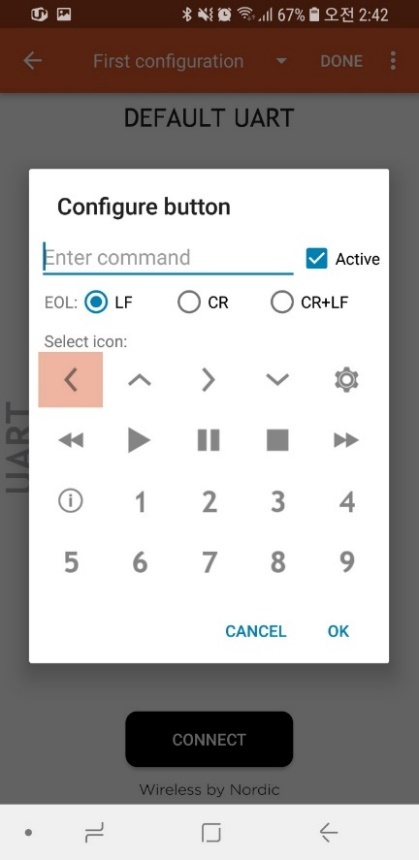 67% 오전 2:42
First configuration DONE
DEFAULT UART
Configure button
Enter command Active
EOL: LF CR CR+LF
Select icon:
1 2 3 4
5 6 7 8 9
CANCEL OK
UART
CONNECT
Wireless by Nordic